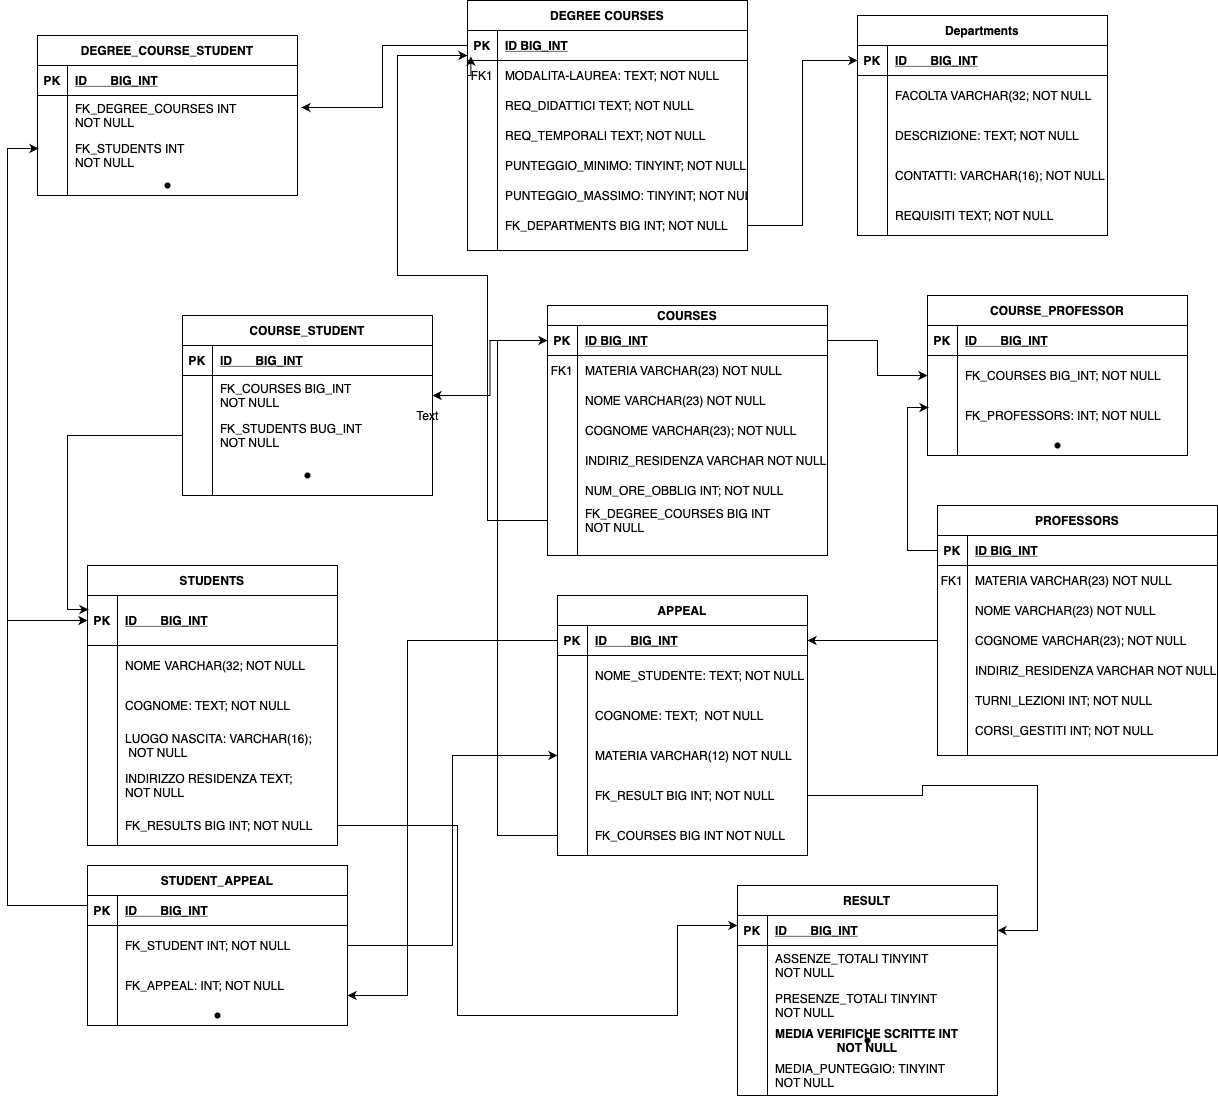 DEGREE_COURSE_STUDENT
PK ID BIG_INT
FK_DEGREE_COURSES INT
NOT NULL
FK_STUDENTS INT
NOT NULL
DEGREE COURSES
PK ID BIG_INT
FK1 MODALITA-LAUREA: TEXT; NOT NULL
REQ_DIDATTICI TEXT; NOT NULL
REQ_TEMPORALI TEXT; NOT NULL
PUNTEGGIO_MINIMO: TINYINT; NOT NULL
PUNTEGGIO_MASSIMO: TINYINT; NOT NUL
FK_DEPARTMENTS BIG INT; NOT NULL
Departments
PK ID BIG_INT
FACOLTA VARCHAR(32; NOT NULL
DESCRIZIONE: TEXT; NOT NULL
CONTATTI: VARCHAR(16); NOT NULL
REQUISITI TEXT; NOT NULL
COURSE_STUDENT
PK ID BIG_INT
FK_COURSES BIG_INT
NOT NULL
FK_STUDENTS BUG_INT
NOT NULL
Text
COURSES
PK ID BIG_INT
FK1 MATERIA VARCHAR(23) NOT NULL
NOME VARCHAR(23) NOT NULL
COGNOME VARCHAR(23); NOT NULL
INDIRIZ_RESIDENZA VARCHAR NOT NULL
NUM_ORE_OBBLIG INT; NOT NULL
FK_DEGREE_COURSES BIG INT
NOT NULL
COURSE_PROFESSOR
PK ID BIG_INT
FK_COURSES BIG_INT; NOT NULL
FK_PROFESSORS: INT; NOT NULL
PROFESSORS
PK ID BIG_INT
FK1 MATERIA VARCHAR(23) NOT NULL
NOME VARCHAR(23) NOT NULL
COGNOME VARCHAR(23); NOT NULL
INDIRIZ_RESIDENZA VARCHAR NOT NULL
TURNI_LEZIONI INT; NOT NULL
CORSI_GESTITI INT; NOT NULL
STUDENTS
PK ID BIG_INT
NOME VARCHAR(32; NOT NULL
COGNOME: TEXT; NOT NULL
LUOGO NASCITA: VARCHAR(16);
NOT NULL
INDIRIZZO RESIDENZA TEXT;
NOT NULL
FK_RESULTS BIG INT; NOT NULL
APPEAL
PK ID BIG_INT
NOME_STUDENTE: TEXT; NOT NULL
COGNOME: TEXT; NOT NULL
MATERIA VARCHAR(12) NOT NULL
FK_RESULT BIG INT; NOT NULL
FK_COURSES BIG INT NOT NULL
STUDENT_APPEAL
PK ID BIG_INT
FK_STUDENT INT; NOT NULL
FK_APPEAL: INT; NOT NULL
RESULT
PK ID BIG_INT
ASSENZE_TOTALI TINYINT
NOT NULL
PRESENZE_TOTALI TINYINT
NOT NULL
MEDIA VERIFICHE SCRITTE INT
NOT NULL
MEDIA_PUNTEGGIO: TINYINT
NOT NULL